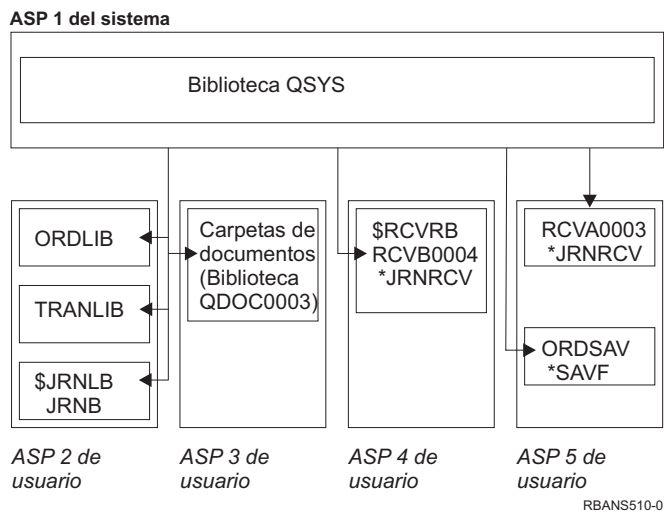 ASP 1 del sistema
Biblioteca QSYS
ORDLIB
TRANLIB
$JRNLB
JRNB
Carpetas de
documentos
(Biblioteca
QDOC0003)
$RCVRB
RCVB0004
*JRNRCV
RCVA0003
*JRNRCV
ORDSAV
*SAVF
ASP 2 de
usuario
ASP 3 de
usuario
ASP 4 de
usuario
ASP 5 de
usuario
RBANS510-0